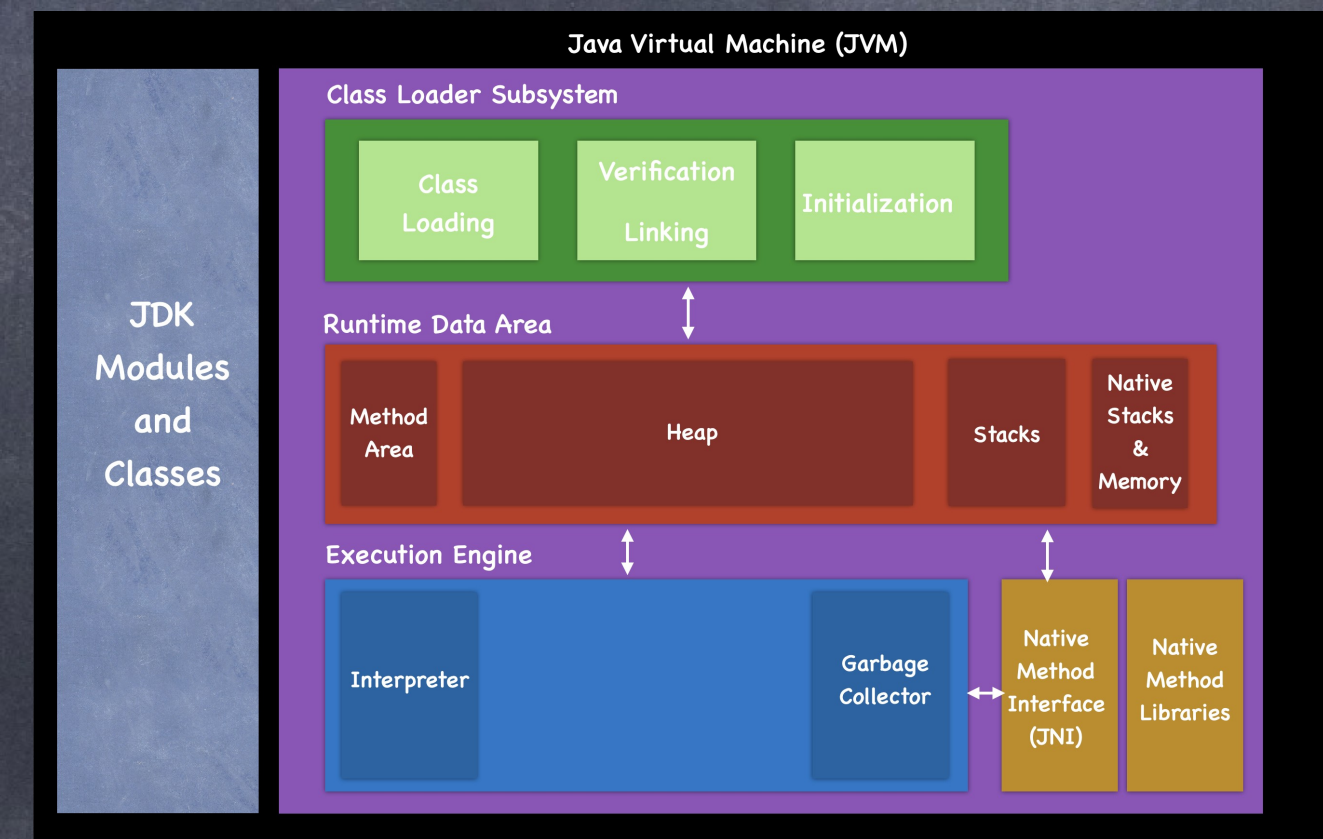 Java Virtual Machine (JVM)
JDK
Modules
and
Classes
Class Loader Subsystem
Class
Loading
Verification
Linking
Initialization
Runtime Data Area
Method
Area
Heap
Stacks
Native
Stacks
&
Memory
Execution Engine
Interpreter
Garbage
Collector
Native
Method
Interface
(JNI)
Native
Method
Libraries